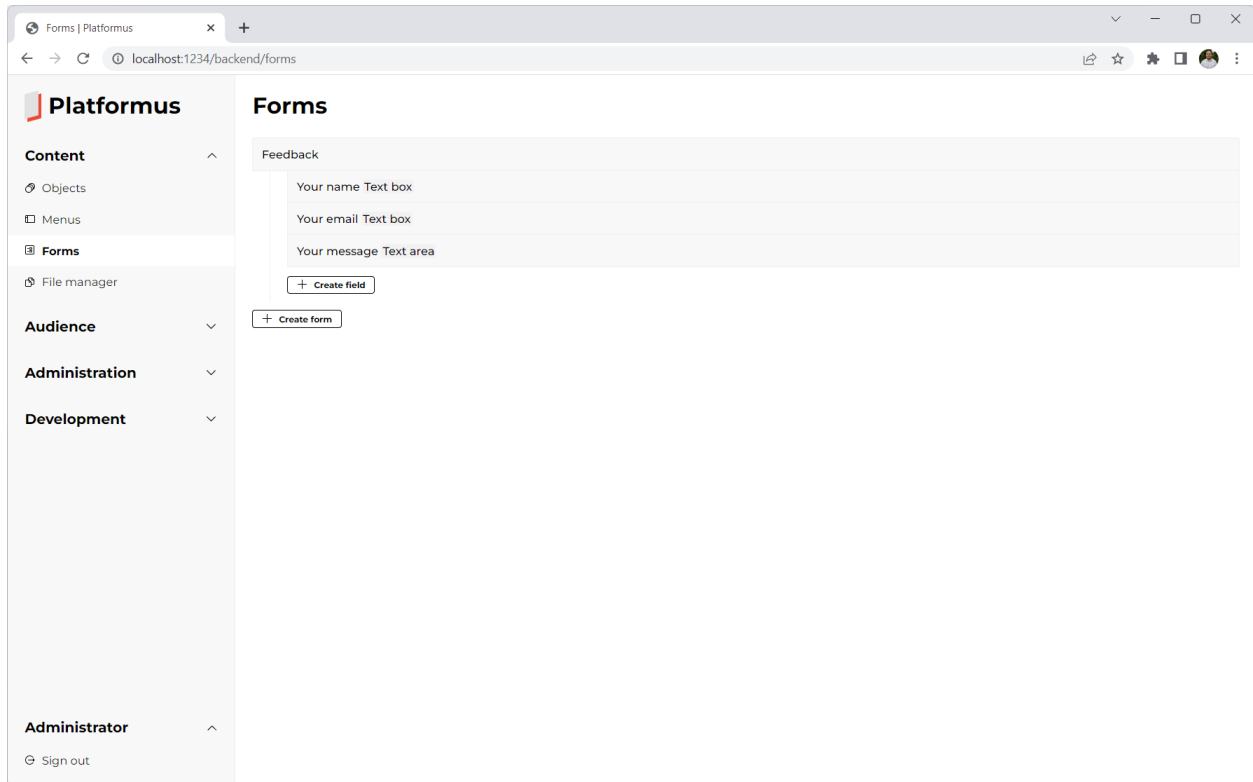 Forms | Platformus
localhost:1234/backend/forms
Platformus
Content
Objects
Menus
Forms
File manager
Audience
Administration
Development
Administrator
Sign out
Forms
Feedback
Your name Text box
Your email Text box
Your message Text area
Create field
Create form